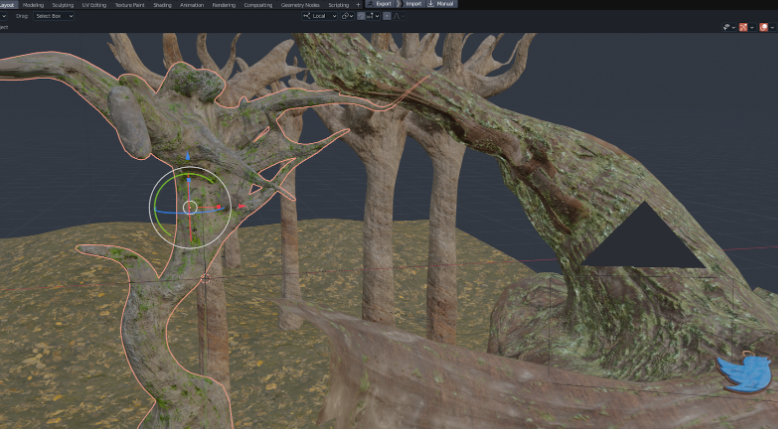 Layout Modeling Sculpting UV Editing Texture Paint Shading Animation Rendering Compositing Geometry Nodes Scripting + Export Import Manual
Drag: Select Box Local
ect